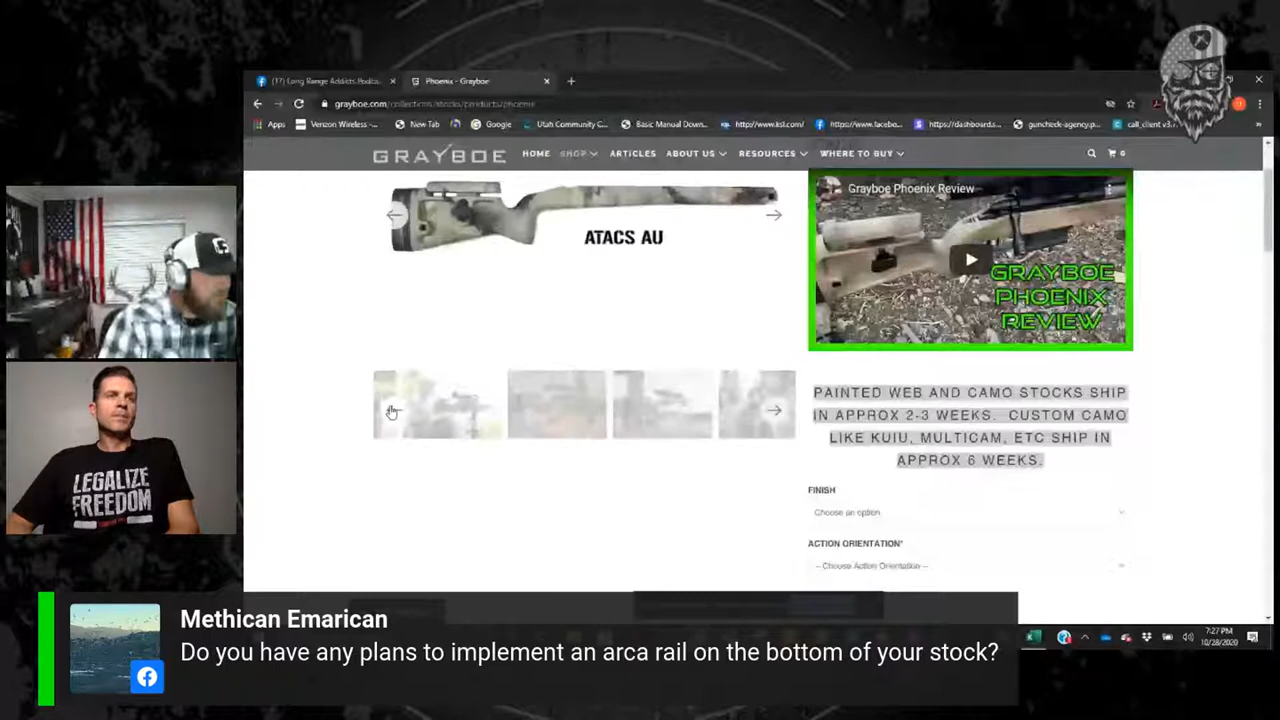 (17) Long Range Addicts Podca...
Phoenix - Grayboe
grayboe.com/collections/stocks/products/phoenix
Apps
Verizon Wireless -...
New Tab
Google
Utah Community C...
Basic Manual Down...
http://www.ksl.com/
https://www.facebo...
https://dashboard.s...
guncheck-agency.p...
call_client v3.7
GRAYBOE
HOME
SHOP
ARTICLES
ABOUT US
RESOURCES
WHERE TO BUY
0
ATACS AU
Grayboe Phoenix Review
GRAYBOE
PHOENIX
REVIEW
PAINTED WEB AND CAMO STOCKS SHIP
IN APPROX 2-3 WEEKS. CUSTOM CAMO
LIKE KUIU, MULTICAM, ETC SHIP IN
APPROX 6 WEEKS.
FINISH
Choose an option
ACTION ORIENTATION*
-- Choose Action Orientation --
LEGALIZE
FREEDOM
Methican Emarican
Do you have any plans to implement an arca rail on the bottom of your stock?
7:27 PM
10/28/2020